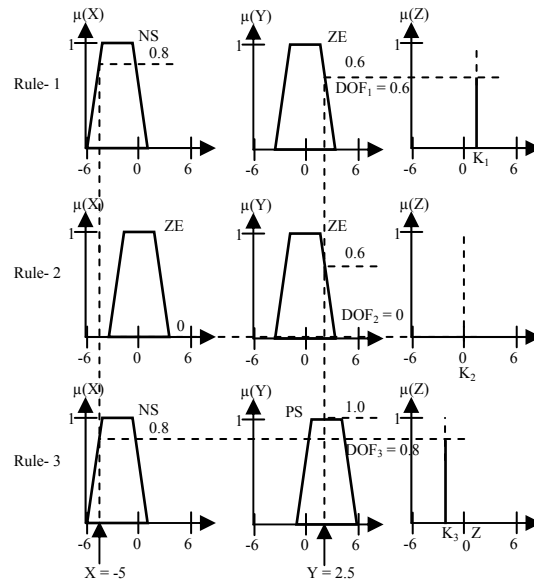 μ(X) μ(Y) μ(Z)
NS ZE
1 0.8 1 0.6 1
Rule- 1 DOF₁ = 0.6
K₁
-6 0 6 -6 0 6 -6 0 6
μ(X) μ(Y) μ(Z)
ZE ZE
1 1 0.6 1
Rule- 2
0 DOF₂ = 0
-6 0 6 -6 0 6 -6 0 6
K₂
μ(X) μ(Y) μ(Z)
NS PS 1.0
1 0.8 1 1
Rule- 3 DOF₃ = 0.8
K₃ Z
-6 0 6 -6 0 6 -6 0 6
X = -5 Y = 2.5